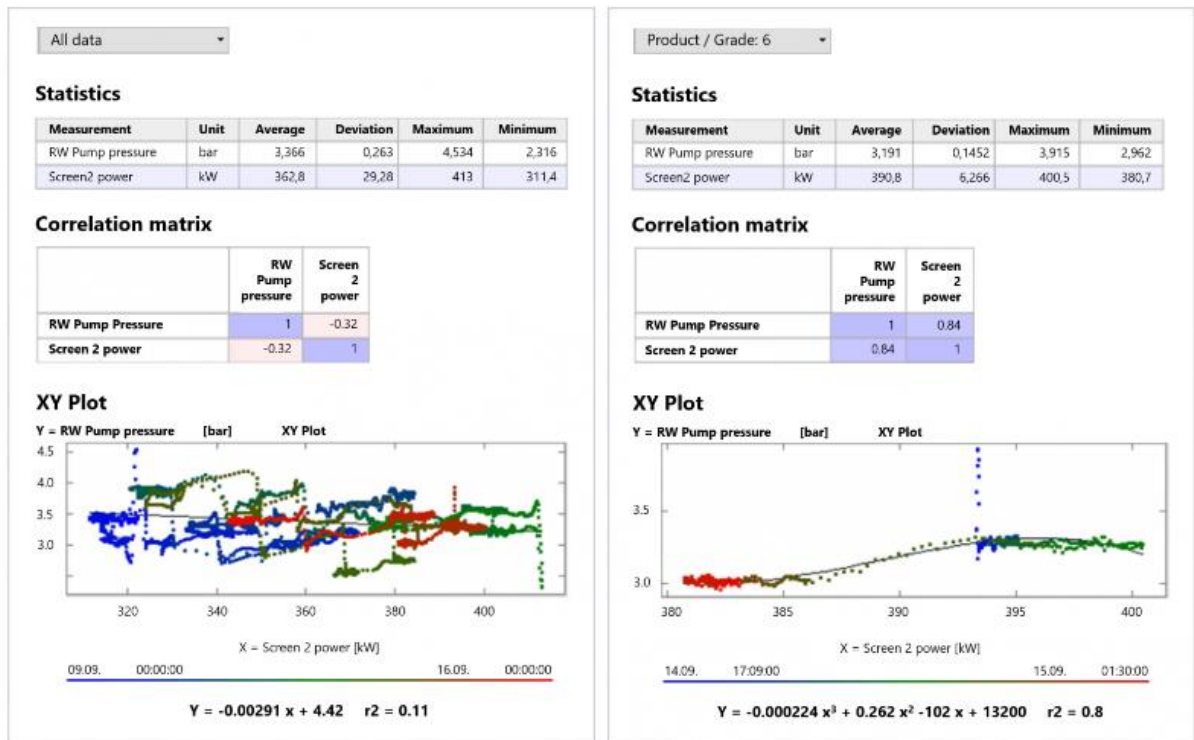 All data
Statistics
Measurement Unit Average Deviation Maximum Minimum
RW Pump pressure bar 3,366 0,263 4,534 2,316
Screen2 power kW 362,8 29,28 413 311,4
Correlation matrix
RW Pump pressure Screen 2 power
RW Pump Pressure 1 -0.32
Screen 2 power -0.32 1
XY Plot
Y = RW Pump pressure [bar] XY Plot
4.5
4.0
3.5
3.0
320 340 360 380 400
X = Screen 2 power [kW]
09.09. 00:00:00 16.09. 00:00:00
Y = -0.00291 x + 4.42 r2 = 0.11
Product / Grade: 6
Statistics
Measurement Unit Average Deviation Maximum Minimum
RW Pump pressure bar 3,191 0,1452 3,915 2,962
Screen2 power kW 390,8 6,266 400,5 380,7
Correlation matrix
RW Pump pressure Screen 2 power
RW Pump Pressure 1 0.84
Screen 2 power 0.84 1
XY Plot
Y = RW Pump pressure [bar] XY Plot
3.5
3.0
380 385 390 395 400
X = Screen 2 power [kW]
14.09. 17:09:00 15.09. 01:30:00
Y = -0.000224 x³ + 0.262 x² -102 x + 13200 r2 = 0.8